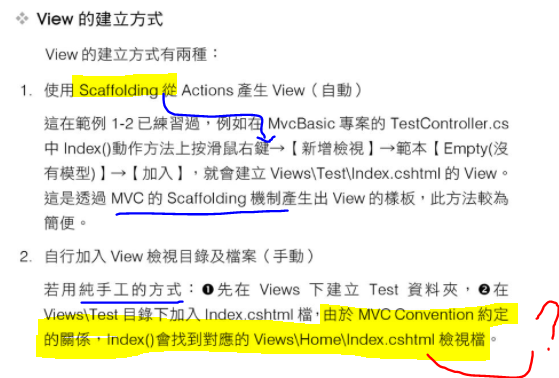 ❖ View 的建立方式
View 的建立方式有兩種：
1. 使用 Scaffolding 從 Actions 產生 View（自動）
這在範例 1-2 已練習過，例如在 MvcBasic 專案的 TestController.cs
中 Index()動作方法上按滑鼠右鍵→【新增檢視】→範本【Empty(沒
有模型)】→【加入】，就會建立 Views\Test\Index.cshtml 的 View。
這是透過 MVC 的 Scaffolding 機制產生出 View 的樣板，此方法較為
簡便。
2. 自行加入 View 檢視目錄及檔案（手動）
若用純手工的方式：❶先在 Views 下建立 Test 資料夾，❷在
Views\Test 目錄下加入 Index.cshtml 檔，由於 MVC Convention 約定
的關係，Index()會找到對應的 Views\Home\Index.cshtml 檢視檔。
?